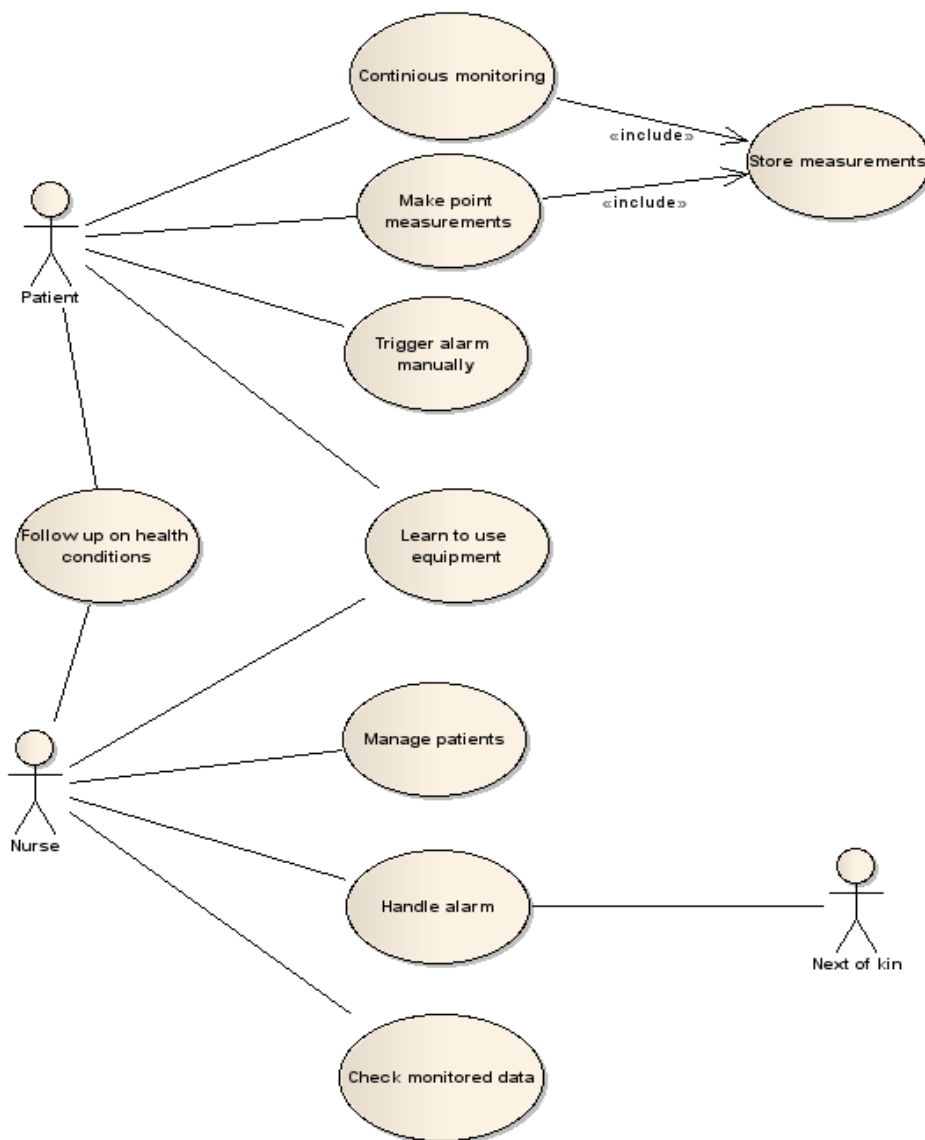 Continious monitoring
«include»
Store measurements
Make point
measurements
«include»
Patient
Trigger alarm
manually
Follow up on health
conditions
Learn to use
equipment
Manage patients
Nurse
Handle alarm
Next of kin
Check monitored data